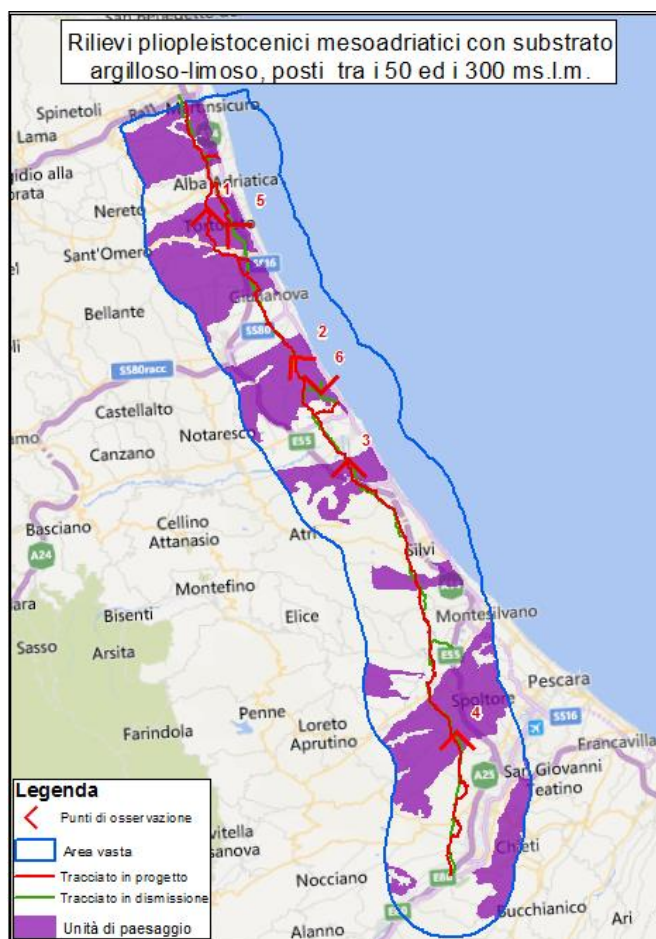 Rilievi pliopleistocenici mesoadriatici con substrato
argilloso-limoso, posti tra i 50 ed i 300 ms.l.m.
Spinetoli
Martinsicuro
Lama
gidio alla
Alba Adriatica
1
Nereto
5
Tortoreto
Sant'Omero
SS16
Giulianova
Bellante
SS80
2
6
SS80racc
Castellalto
Notaresco
E55
3
Canzano
Basciano
Cellino
Attanasio
Atri
A24
Silvi
Montefino
Elice
Montesilvano
Bisenti
Sasso
Arsita
E55
Pescara
Spoltore
Penne
4
SS16
Farindola
Loreto
Aprutino
Francavilla
A25
San Giovanni
Teatino
Legenda
Punti di osservazione
Area vasta
Chieti
Tracciato in progetto
Nocciano
E80
Tracciato in dismissione
Bucchianico
Ari
Unità di paesaggio
Alanno